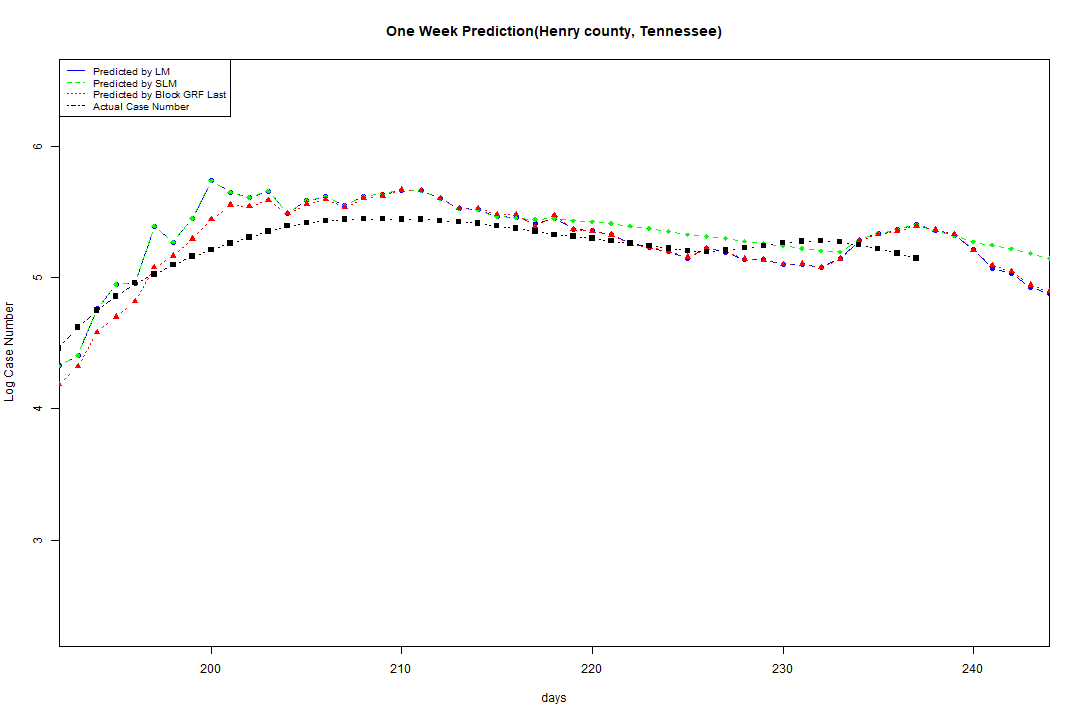 One Week Prediction(Henry county, Tennessee)
Predicted by LM
Predicted by SLM
Predicted by Block GRF Last
Actual Case Number
6
5
4
3
Log Case Number
200 210 220 230 240
days